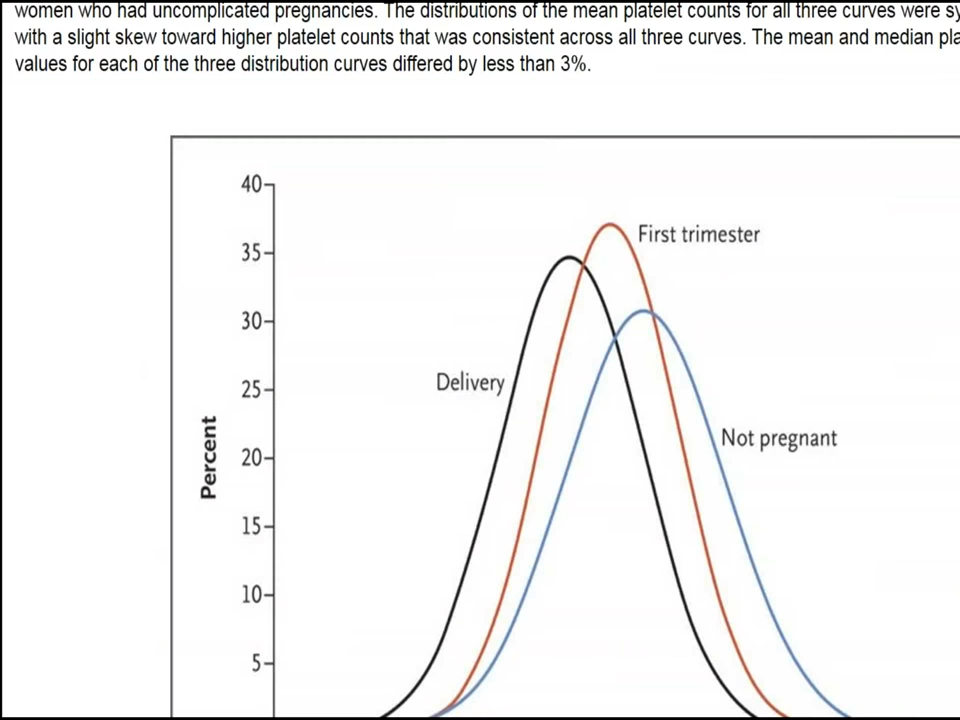 women who had uncomplicated pregnancies. The distributions of the mean platelet counts for all three curves were
with a slight skew toward higher platelet counts that was consistent across all three curves. The mean and median
values for each of the three distribution curves differed by less than 3%.
40
First trimester
35
30
Delivery
25
Not pregnant
Percent
20
15
10
5